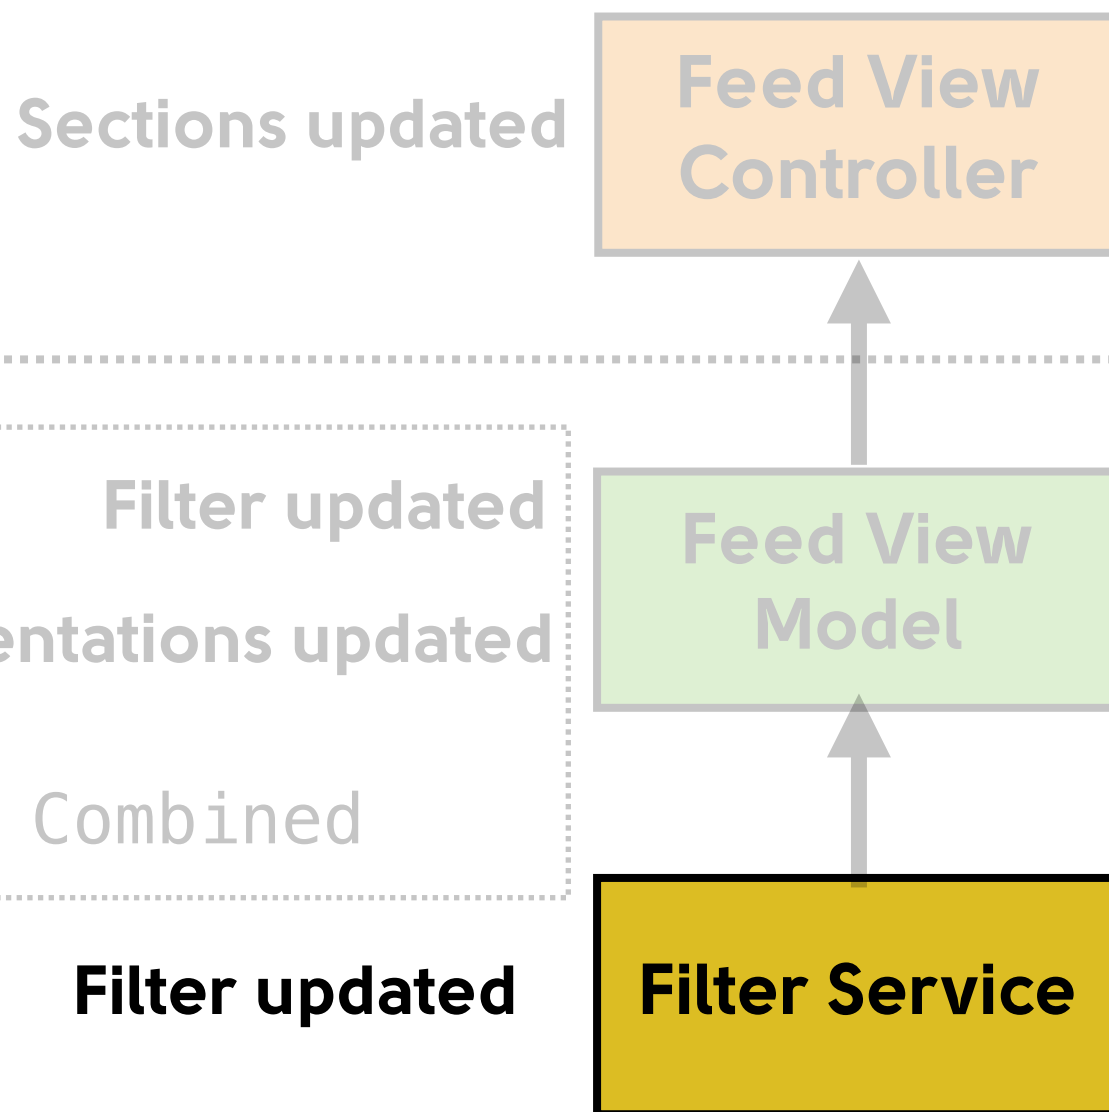 Sections updated
Feed View
Controller
Filter updated
entations updated
Combined
Feed View
Model
Filter updated
Filter Service